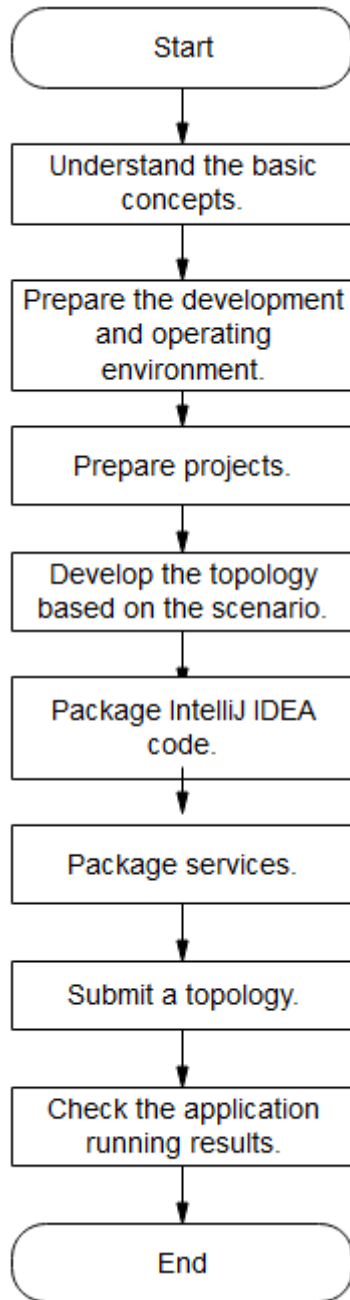 Start
Understand the basic
concepts.
Prepare the development
and operating
environment.
Prepare projects.
Develop the topology
based on the scenario.
Package IntelliJ IDEA
code.
Package services.
Submit a topology.
Check the application
running results.
End